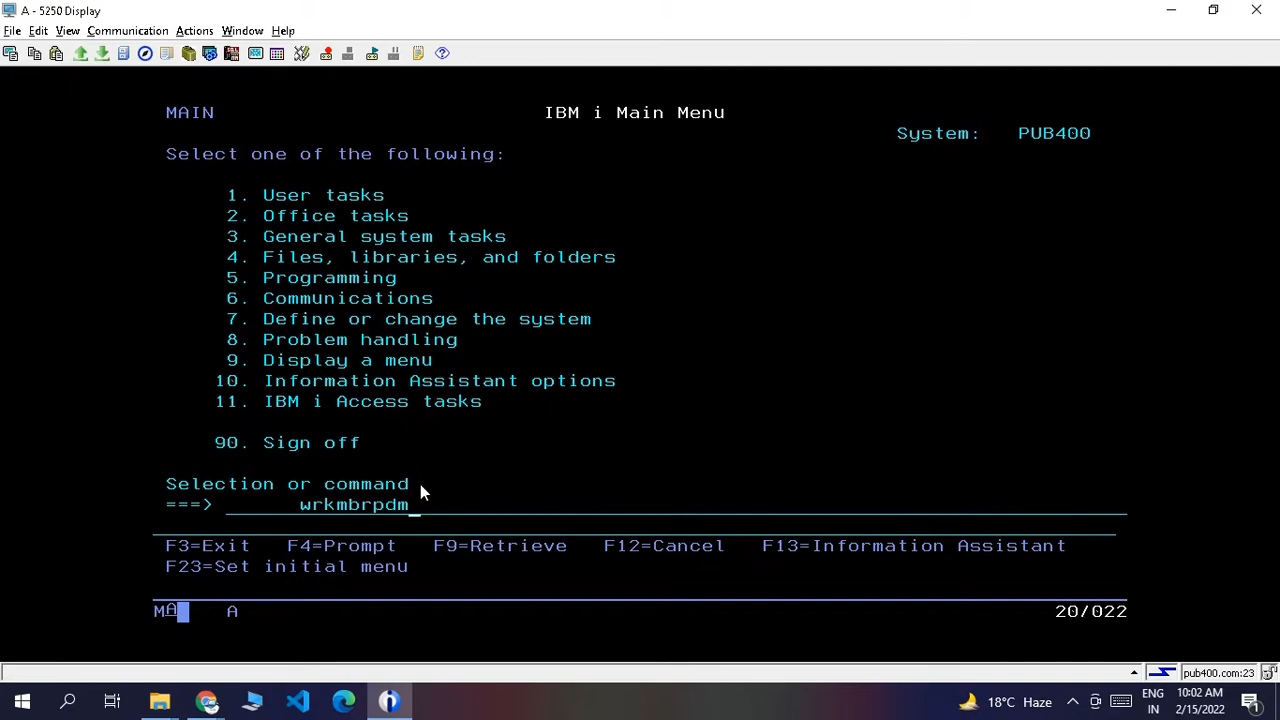 A - 5250 Display
File Edit View Communication Actions Window Help
MAIN IBM i Main Menu
System: PUB400
Select one of the following:
1. User tasks
2. Office tasks
3. General system tasks
4. Files, libraries, and folders
5. Programming
6. Communications
7. Define or change the system
8. Problem handling
9. Display a menu
10. Information Assistant options
11. IBM i Access tasks
90. Sign off
Selection or command
===> wrkmbrpdm
F3=Exit F4=Prompt F9=Retrieve F12=Cancel F13=Information Assistant
F23=Set initial menu
MA A 20/022
pub400.com:23
18°C Haze ENG 10:02 AM
IN 2/15/2022 1